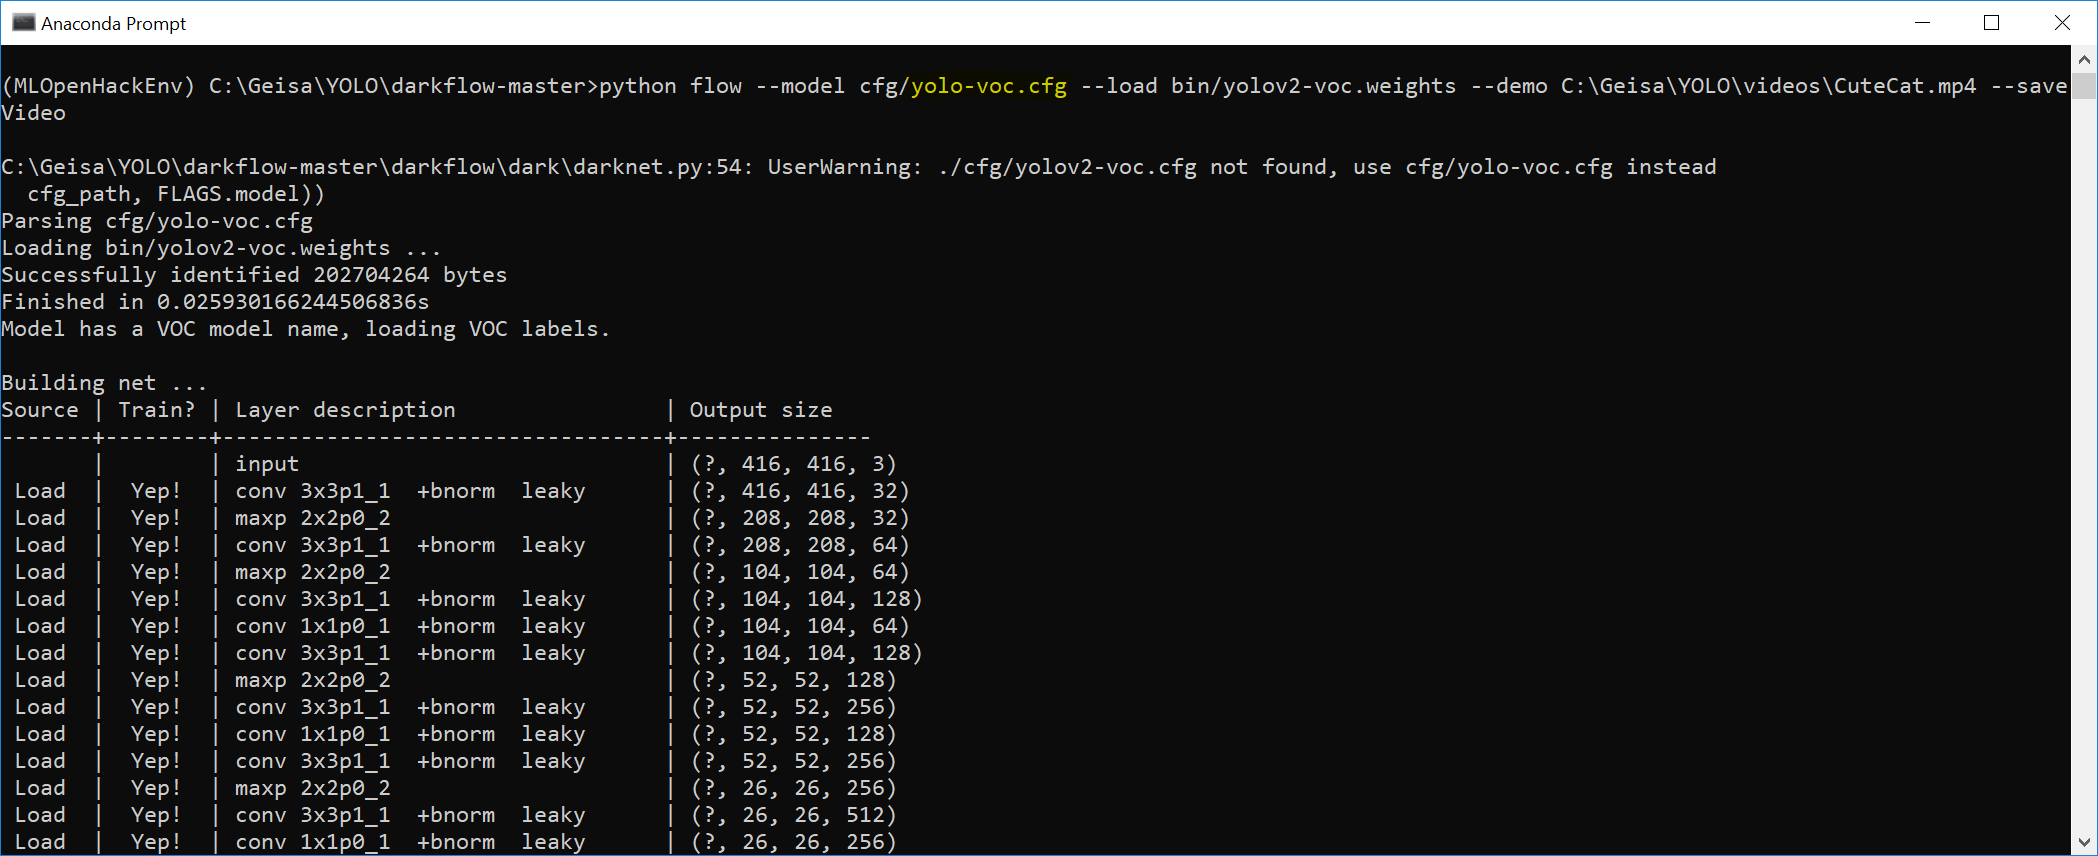 Anaconda Prompt
(MLOpenHackEnv) C:\Geisa\YOLO\darkflow-master>python flow --model cfg/yolo-voc.cfg --load bin/yolov2-voc.weights --demo C:\Geisa\YOLO\videos\CuteCat.mp4 --save
Video
C:\Geisa\YOLO\darkflow-master\darkflow\dark\darknet.py:54: UserWarning: ./cfg/yolov2-voc.cfg not found, use cfg/yolo-voc.cfg instead
  cfg_path, FLAGS.model))
Parsing cfg/yolo-voc.cfg
Loading bin/yolov2-voc.weights ...
Successfully identified 202704264 bytes
Finished in 0.025930166244506836s
Model has a VOC model name, loading VOC labels.
Building net ...
Source | Train? | Layer description                | Output size
-------+--------+----------------------------------+---------------
       |        | input                            | (?, 416, 416, 3)
 Load  |  Yep!  | conv 3x3p1_1  +bnorm  leaky      | (?, 416, 416, 32)
 Load  |  Yep!  | maxp 2x2p0_2                     | (?, 208, 208, 32)
 Load  |  Yep!  | conv 3x3p1_1  +bnorm  leaky      | (?, 208, 208, 64)
 Load  |  Yep!  | maxp 2x2p0_2                     | (?, 104, 104, 64)
 Load  |  Yep!  | conv 3x3p1_1  +bnorm  leaky      | (?, 104, 104, 128)
 Load  |  Yep!  | conv 1x1p0_1  +bnorm  leaky      | (?, 104, 104, 64)
 Load  |  Yep!  | conv 3x3p1_1  +bnorm  leaky      | (?, 104, 104, 128)
 Load  |  Yep!  | maxp 2x2p0_2                     | (?, 52, 52, 128)
 Load  |  Yep!  | conv 3x3p1_1  +bnorm  leaky      | (?, 52, 52, 256)
 Load  |  Yep!  | conv 1x1p0_1  +bnorm  leaky      | (?, 52, 52, 128)
 Load  |  Yep!  | conv 3x3p1_1  +bnorm  leaky      | (?, 52, 52, 256)
 Load  |  Yep!  | maxp 2x2p0_2                     | (?, 26, 26, 256)
 Load  |  Yep!  | conv 3x3p1_1  +bnorm  leaky      | (?, 26, 26, 512)
 Load  |  Yep!  | conv 1x1p0_1  +bnorm  leaky      | (?, 26, 26, 256)